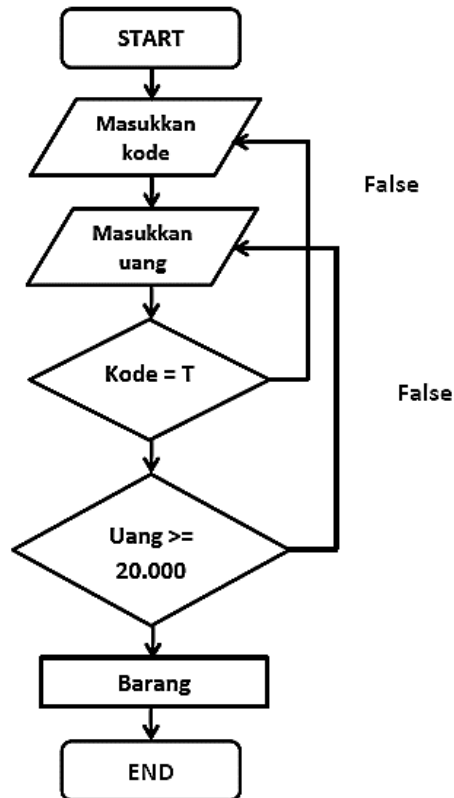 START
Masukkan
kode
False
Masukkan
uang
Kode = T
False
Uang >=
20.000
Barang
END